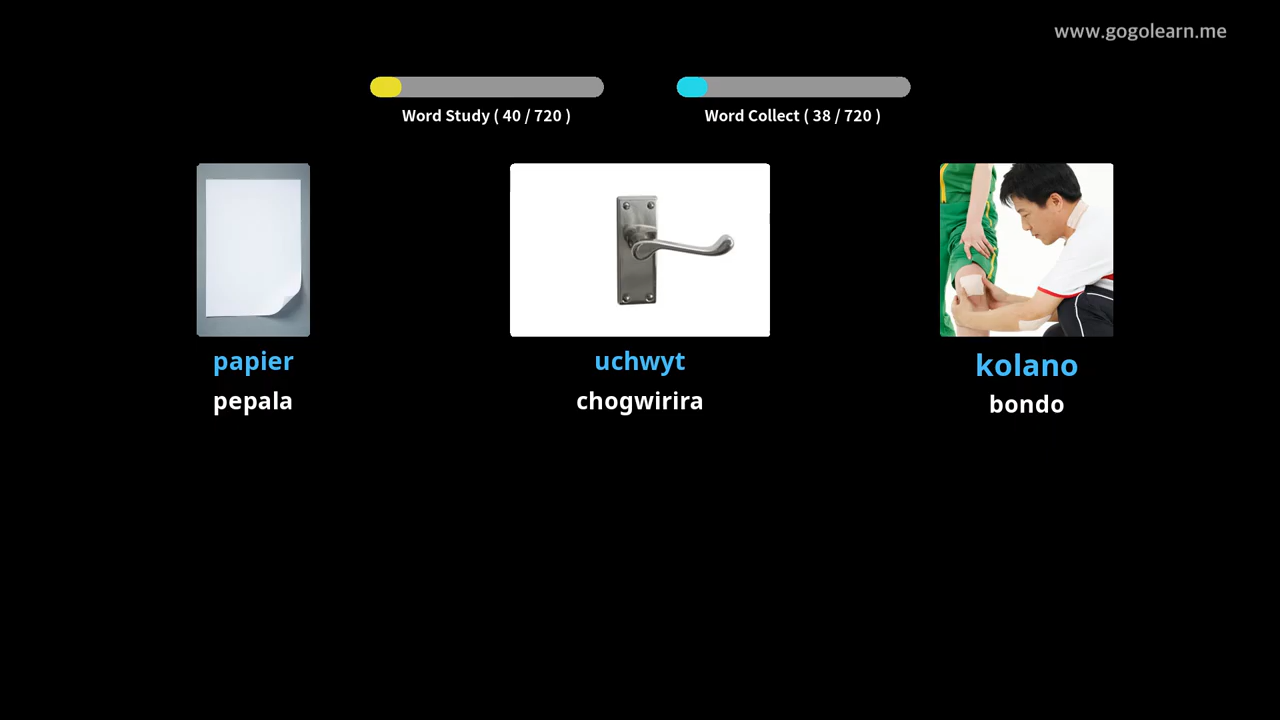 www.gogolearn.me
Word Study ( 40 / 720 )
Word Collect ( 38 / 720 )
papier
uchwyt
kolano
pepala
chogwirira
bondo